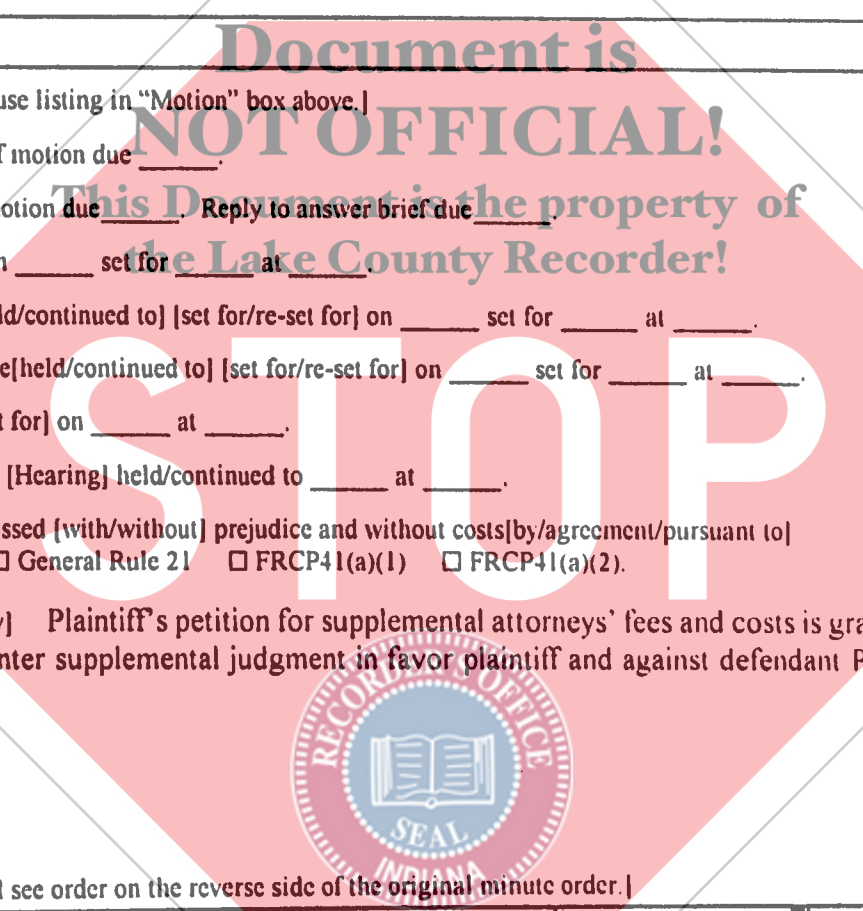 Document is
use listing in “Motion” box above.]
NOT OFFICIAL!
f motion due ______.
This Document is the property of
otion due______. Reply to answer brief due______.
the Lake County Recorder!
n ______ set for ______ at ______.
ld/continued to] [set for/re-set for] on ______ set for ______ at ______.
STOP
e[held/continued to] [set for/re-set for] on ______ set for ______ at ______.
t for] on ______ at ______.
[Hearing] held/continued to ______ at ______.
ssed [with/without] prejudice and without costs[by/agreement/pursuant to]
☐ General Rule 21 ☐ FRCP41(a)(1) ☐ FRCP41(a)(2).
y] Plaintiff’s petition for supplemental attorneys’ fees and costs is gra
nter supplemental judgment in favor plaintiff and against defendant P
RECORDER'S OFFICE
SEAL
INDIANA
see order on the reverse side of the original minute order.]